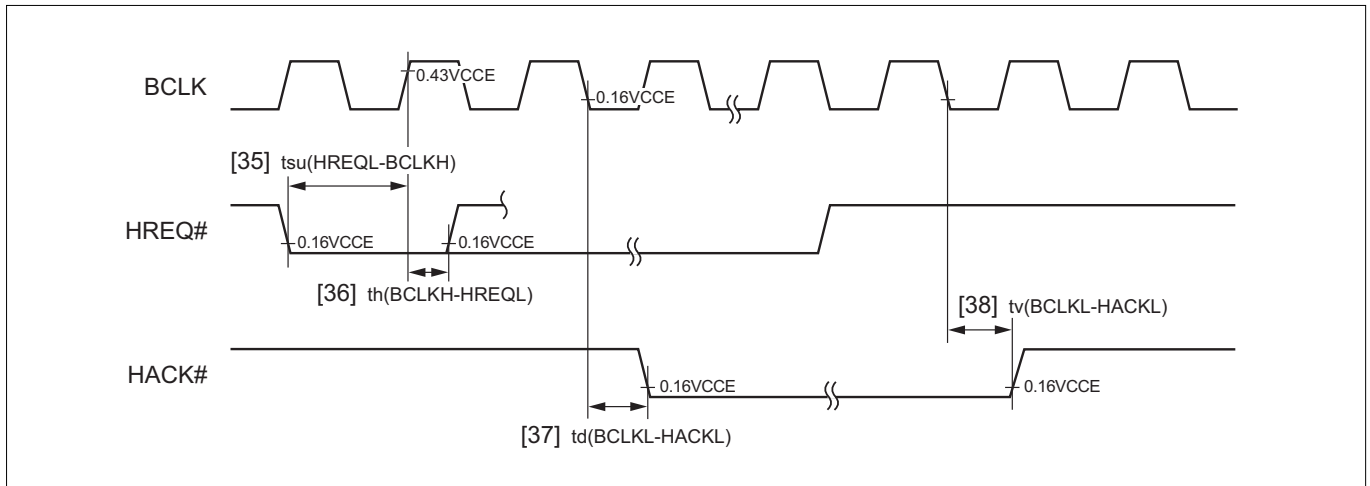 BCLK
0.43VCCE
0.16VCCE
[35] tsu(HREQL-BCLKH)
HREQ#
0.16VCCE
0.16VCCE
[36] th(BCLKH-HREQL)
[38] tv(BCLKL-HACKL)
HACK#
0.16VCCE
0.16VCCE
[37] td(BCLKL-HACKL)